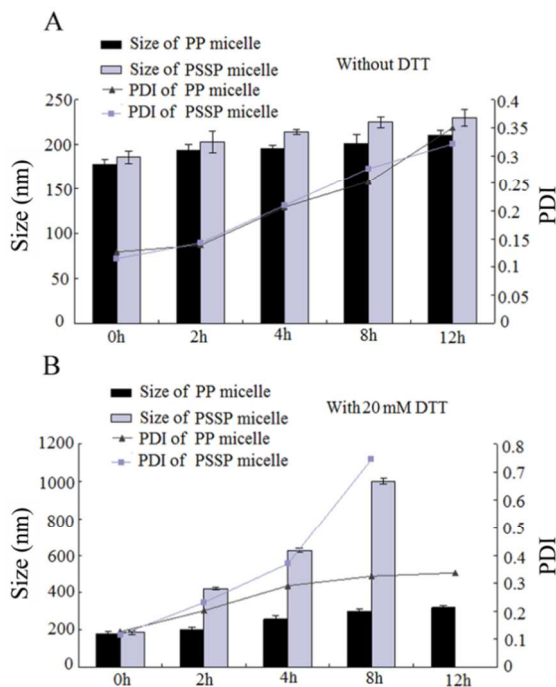 A
Size of PP micelle
Size of PSSP micelle
PDI of PP micelle
PDI of PSSP micelle
Without DTT
Size (nm)
250
200
150
100
50
0
0.4
0.35
0.3
0.25
0.2
0.15
0.1
0.05
0
PDI
0h 2h 4h 8h 12h
B
Size of PP micelle
Size of PSSP micelle
PDI of PP micelle
PDI of PSSP micelle
With 20 mM DTT
Size (nm)
1200
1000
800
600
400
200
0
0.8
0.7
0.6
0.5
0.4
0.3
0.2
0.1
0
PDI
0h 2h 4h 8h 12h